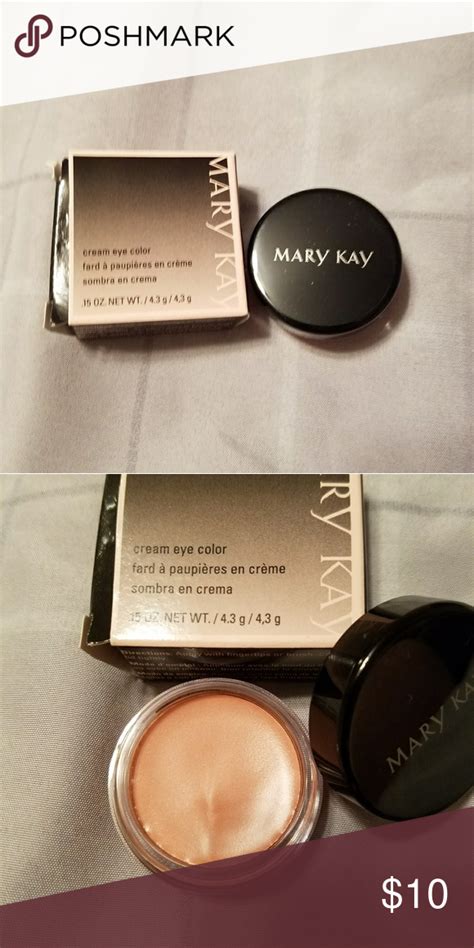 POSHMARK
MARY KAY
cream eye color
fard à paupières en crème
sombra en crema
.15 OZ. NET WT. / 4.3 g / 4,3 g
MARY KAY
RY KAY
cream eye color
fard à paupières en crème
sombra en crema
.15 OZ. NET WT. / 4.3 g / 4,3 g
MARY KAY
$10